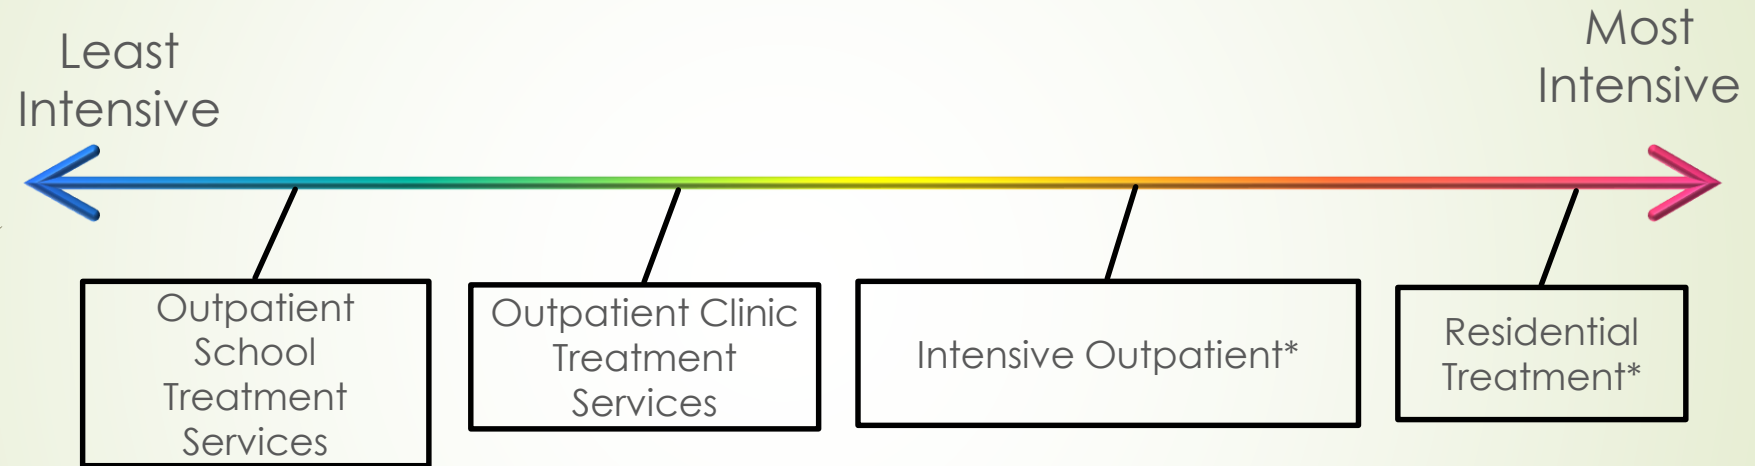 Least
Intensive
Most
Intensive
Outpatient
School
Treatment
Services
Outpatient Clinic
Treatment
Services
Intensive Outpatient*
Residential
Treatment*